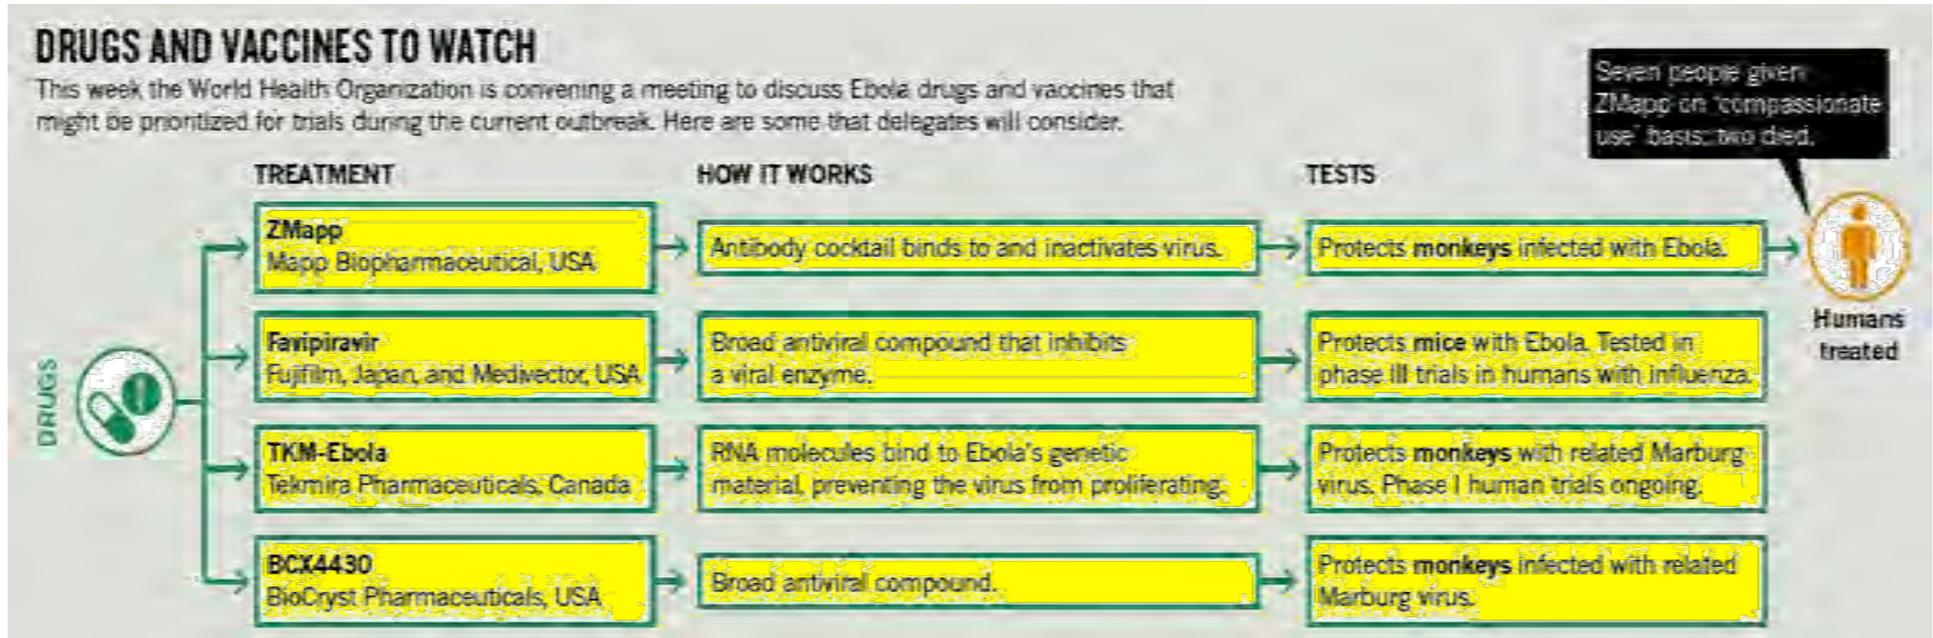 DRUGS AND VACCINES TO WATCH
This week the World Health Organization is convening a meeting to discuss Ebola drugs and vaccines that
might be prioritized for trials during the current outbreak. Here are some that delegates will consider.
Seven people given
ZMapp on 'compassionate
use' basis; two died.
TREATMENT
HOW IT WORKS
TESTS
DRUGS
ZMapp
Mapp Biopharmaceutical, USA
Antibody cocktail binds to and inactivates virus.
Protects monkeys infected with Ebola.
Humans
treated
Favipiravir
Fujifilm, Japan, and Medivector, USA
Broad antiviral compound that inhibits
a viral enzyme.
Protects mice with Ebola. Tested in
phase III trials in humans with influenza.
TKM-Ebola
Tekmira Pharmaceuticals, Canada
RNA molecules bind to Ebola's genetic
material, preventing the virus from proliferating.
Protects monkeys with related Marburg
virus. Phase I human trials ongoing.
BCX4430
BioCryst Pharmaceuticals, USA
Broad antiviral compound.
Protects monkeys infected with related
Marburg virus.